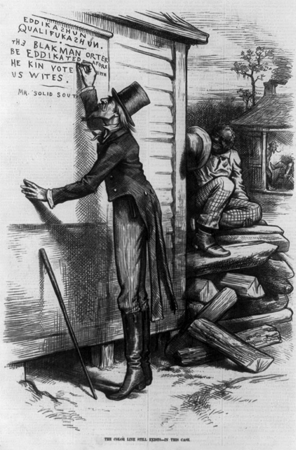 EDDIKASHUN
QUALIFUKASHUN.
THE BLAKMAN ORTER
BE EDDIKATED AFORE
HE KIN VOTE WITH
US WITES.
MR. SOLID SOUTH
THE COLOR LINE STILL EXISTS—IN THIS CASE.